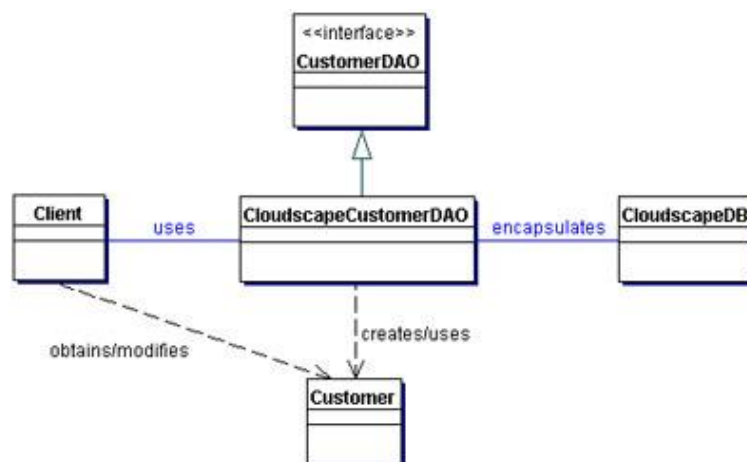 <<interface>>
CustomerDAO
Client
uses
CloudscapeCustomerDAO
encapsulates
CloudscapeDB
obtains/modifies
creates/uses
Customer